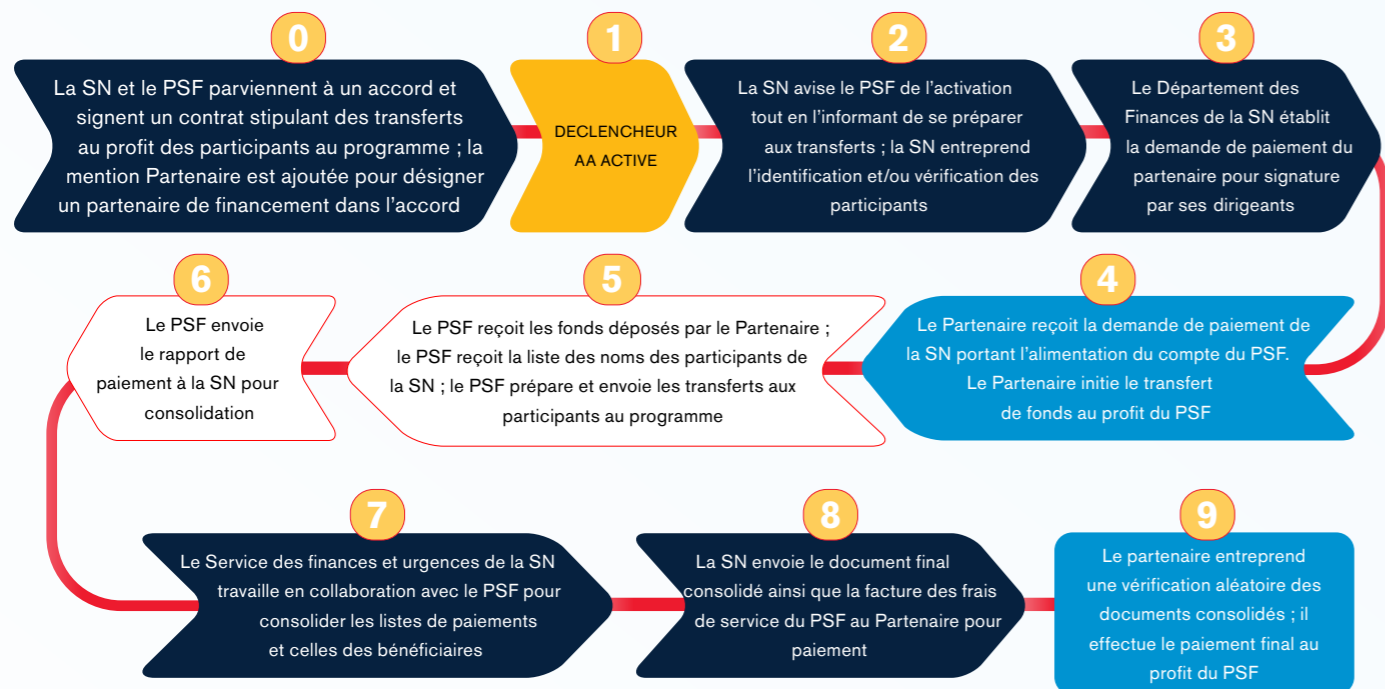 0
La SN et le PSF parviennent à un accord et
signent un contrat stipulant des transferts
au profit des participants au programme ; la
mention Partenaire est ajoutée pour désigner
un partenaire de financement dans l'accord
1
DECLENCHEUR
AA ACTIVE
2
La SN avise le PSF de l'activation
tout en l'informant de se préparer
aux transferts ; la SN entreprend
l'identification et/ou vérification des
participants
3
Le Département des
Finances de la SN établit
la demande de paiement du
partenaire pour signature
par ses dirigeants
4
Le Partenaire reçoit la demande de paiement de
la SN portant l'alimentation du compte du PSF.
Le Partenaire initie le transfert
de fonds au profit du PSF
5
Le PSF reçoit les fonds déposés par le Partenaire ;
le PSF reçoit la liste des noms des participants de
la SN ; le PSF prépare et envoie les transferts aux
participants au programme
6
Le PSF envoie
le rapport de
paiement à la SN pour
consolidation
7
Le Service des finances et urgences de la SN
travaille en collaboration avec le PSF pour
consolider les listes de paiements
et celles des bénéficiaires
8
La SN envoie le document final
consolidé ainsi que la facture des frais
de service du PSF au Partenaire pour
paiement
9
Le partenaire entreprend
une vérification aléatoire des
documents consolidés ; il
effectue le paiement final au
profit du PSF